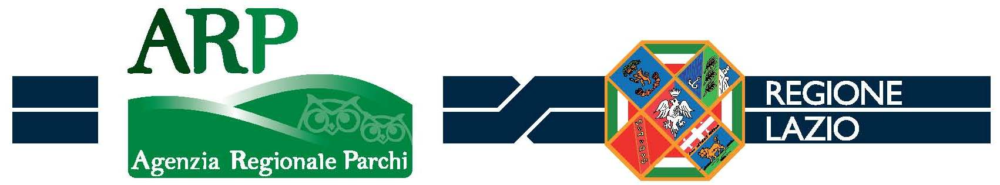 ARP
Agenzia Regionale Parchi
REGIONE
LAZIO